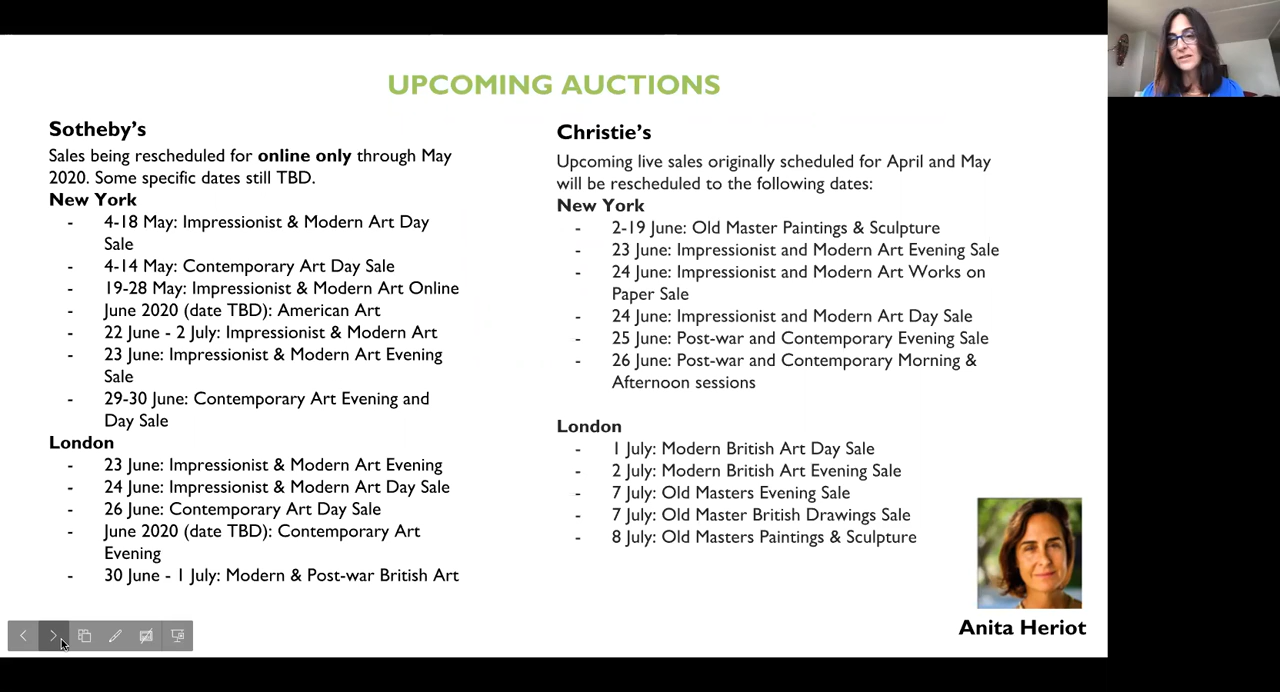 UPCOMING AUCTIONS
Sotheby's
Sales being rescheduled for online only through May
2020. Some specific dates still TBD.
New York
- 4-18 May: Impressionist & Modern Art Day
Sale
- 4-14 May: Contemporary Art Day Sale
- 19-28 May: Impressionist & Modern Art Online
- June 2020 (date TBD): American Art
- 22 June - 2 July: Impressionist & Modern Art
- 23 June: Impressionist & Modern Art Evening
Sale
- 29-30 June: Contemporary Art Evening and
Day Sale
London
- 23 June: Impressionist & Modern Art Evening
- 24 June: Impressionist & Modern Art Day Sale
- 26 June: Contemporary Art Day Sale
- June 2020 (date TBD): Contemporary Art
Evening
- 30 June - 1 July: Modern & Post-war British Art
Christie's
Upcoming live sales originally scheduled for April and May
will be rescheduled to the following dates:
New York
- 2-19 June: Old Master Paintings & Sculpture
- 23 June: Impressionist and Modern Art Evening Sale
- 24 June: Impressionist and Modern Art Works on
Paper Sale
- 24 June: Impressionist and Modern Art Day Sale
- 25 June: Post-war and Contemporary Evening Sale
- 26 June: Post-war and Contemporary Morning &
Afternoon sessions
London
- 1 July: Modern British Art Day Sale
- 2 July: Modern British Art Evening Sale
- 7 July: Old Masters Evening Sale
- 7 July: Old Master British Drawings Sale
- 8 July: Old Masters Paintings & Sculpture
Anita Heriot